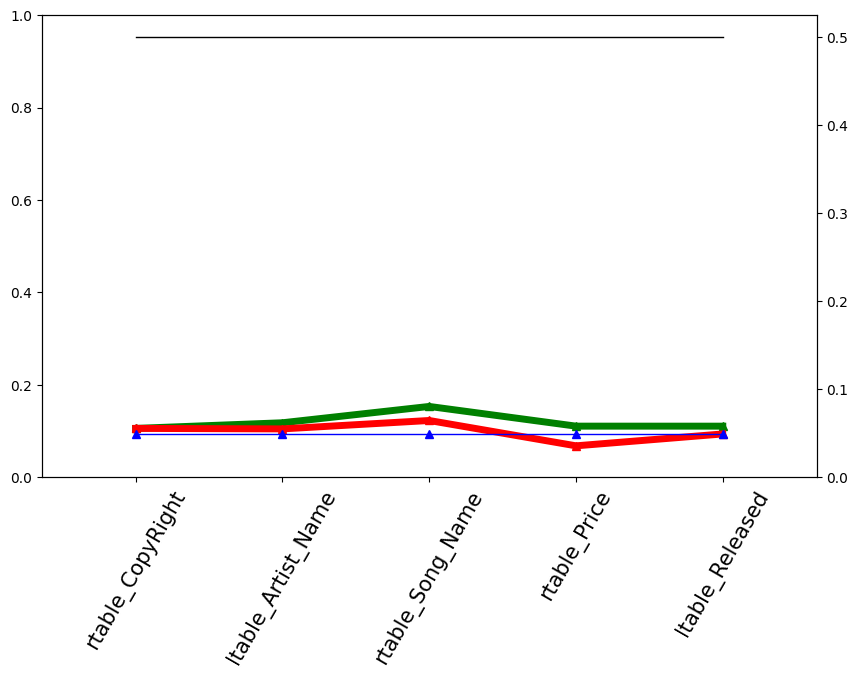 1.0
0.8
0.6
0.4
0.2
0.0
0.5
0.4
0.3
0.2
0.1
0.0
rtable_CopyRight
ltable_Artist_Name
rtable_Song_Name
rtable_Price
ltable_Released